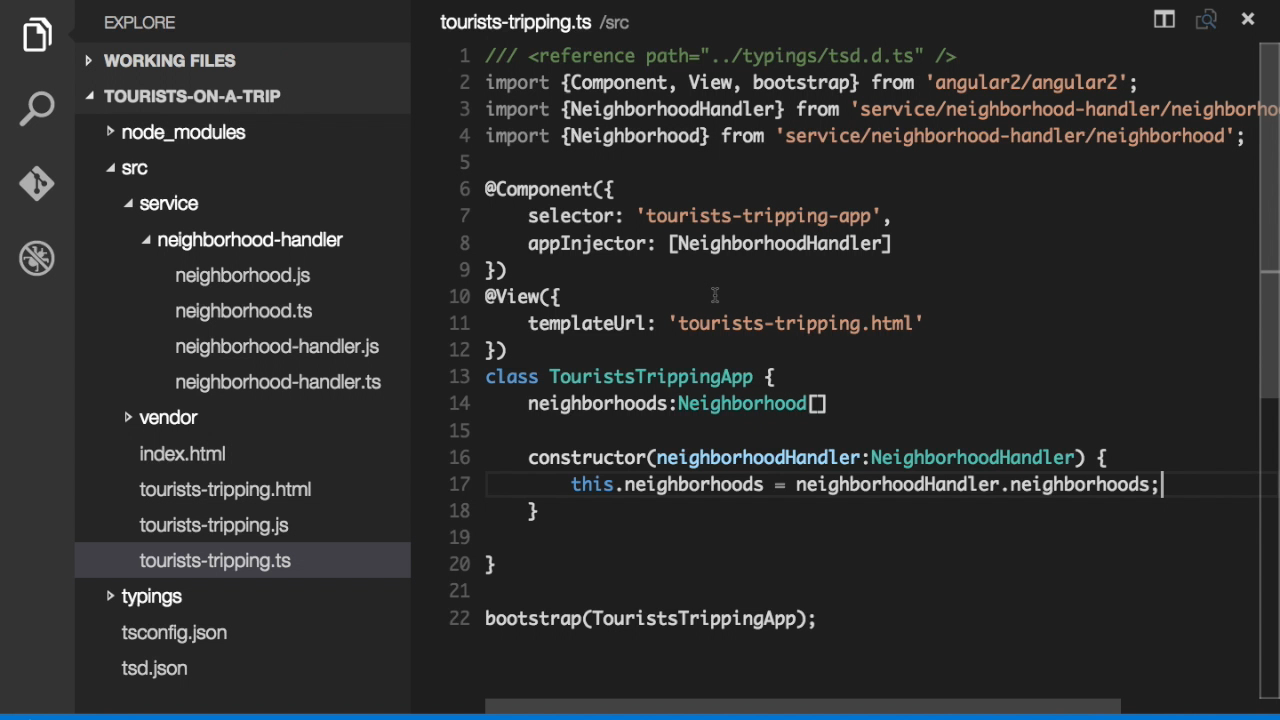 EXPLORE
WORKING FILES
TOURISTS-ON-A-TRIP
node_modules
src
service
neighborhood-handler
neighborhood.js
neighborhood.ts
neighborhood-handler.js
neighborhood-handler.ts
vendor
index.html
tourists-tripping.html
tourists-tripping.js
tourists-tripping.ts
typings
tsconfig.json
tsd.json
tourists-tripping.ts /src
1 /// <reference path="../typings/tsd.d.ts" />
2 import {Component, View, bootstrap} from 'angular2/angular2';
3 import {NeighborhoodHandler} from 'service/neighborhood-handler/neighborho
4 import {Neighborhood} from 'service/neighborhood-handler/neighborhood';
5
6 @Component({
7     selector: 'tourists-tripping-app',
8     appInjector: [NeighborhoodHandler]
9 })
10 @View({
11     templateUrl: 'tourists-tripping.html'
12 })
13 class TouristsTrippingApp {
14     neighborhoods:Neighborhood[]
15
16     constructor(neighborhoodHandler:NeighborhoodHandler) {
17         this.neighborhoods = neighborhoodHandler.neighborhoods;
18     }
19
20 }
21
22 bootstrap(TouristsTrippingApp);